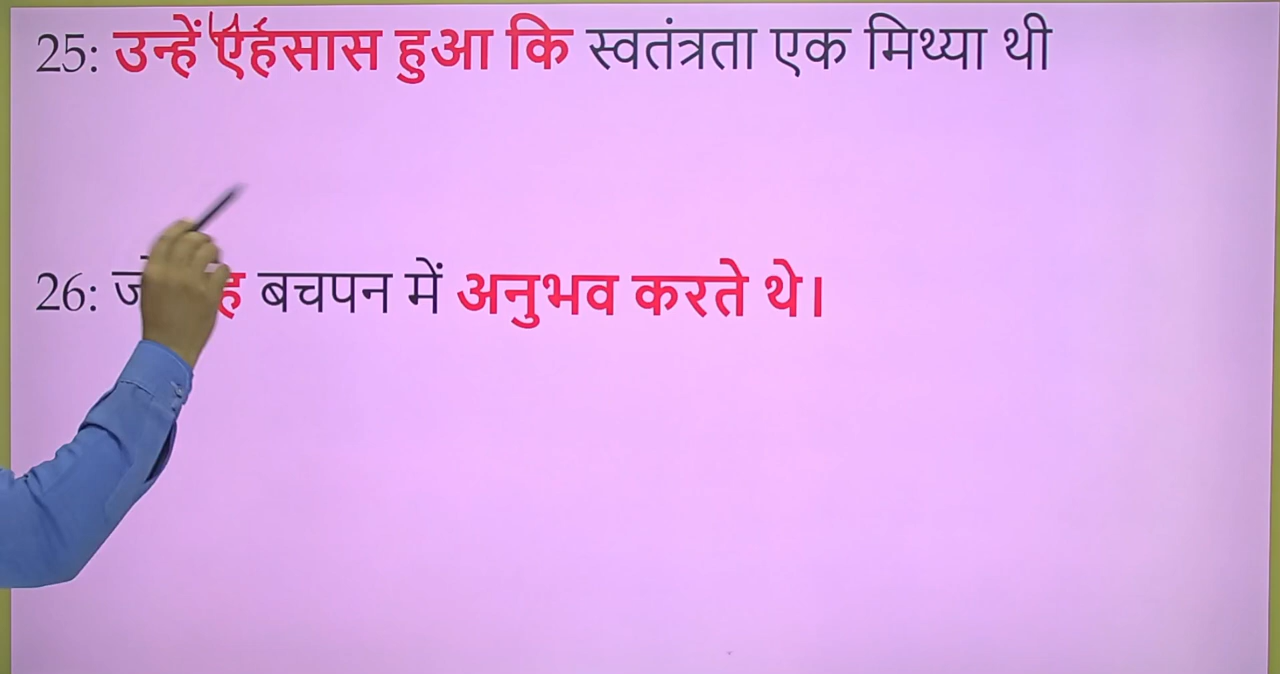 25: उन्हें एहसास हुआ कि स्वतंत्रता एक मिथ्या थी
26: बचपन में अनुभव करते थे।